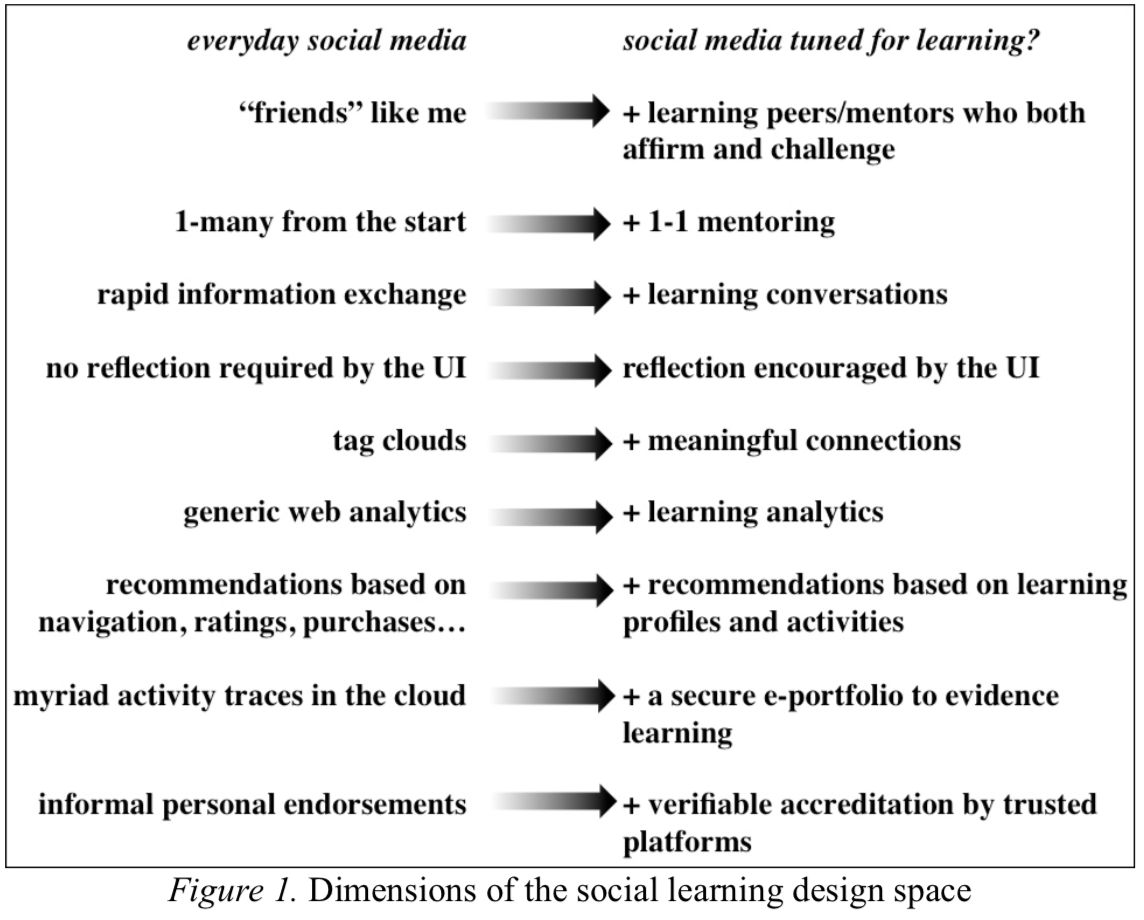 everyday social media
social media tuned for learning?
“friends” like me
+ learning peers/mentors who both
affirm and challenge
1-many from the start
+ 1-1 mentoring
rapid information exchange
+ learning conversations
no reflection required by the UI
reflection encouraged by the UI
tag clouds
+ meaningful connections
generic web analytics
+ learning analytics
recommendations based on
navigation, ratings, purchases…
+ recommendations based on learning
profiles and activities
myriad activity traces in the cloud
+ a secure e-portfolio to evidence
learning
informal personal endorsements
+ verifiable accreditation by trusted
platforms
Figure 1. Dimensions of the social learning design space